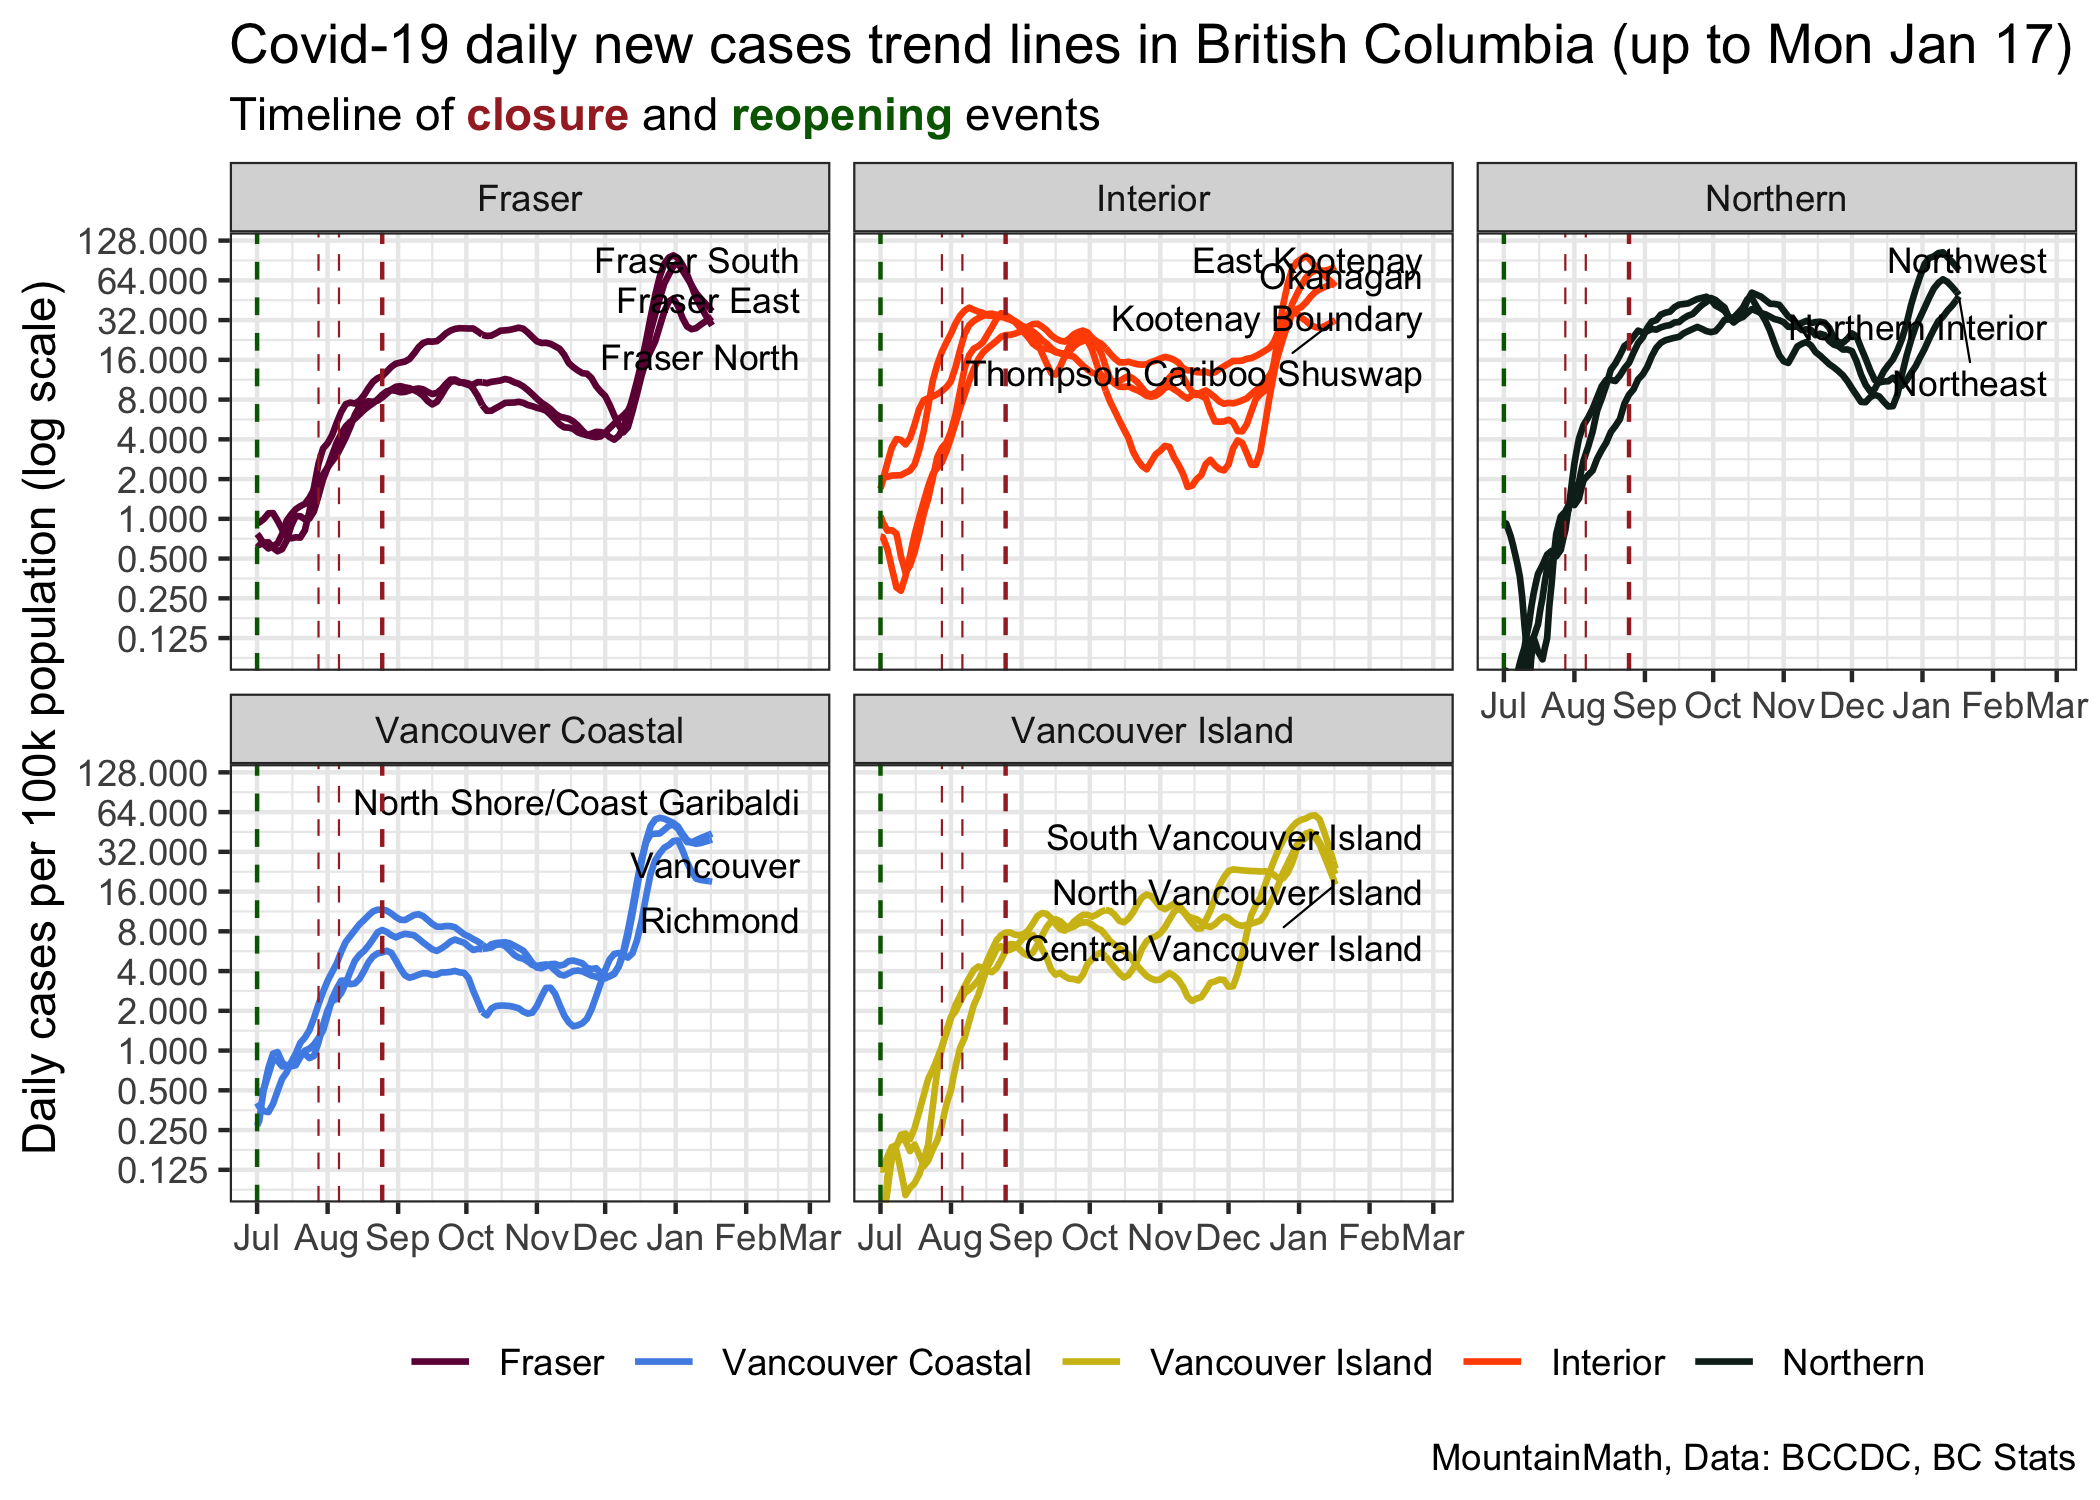 Covid-19 daily new cases trend lines in British Columbia (up to Mon Jan 17)
Timeline of closure and reopening events
Daily cases per 100k population (log scale)
Fraser
128.000
64.000
32.000
16.000
8.000
4.000
2.000
1.000
0.500
0.250
0.125
Fraser South
Fraser East
Fraser North
Interior
East Kootenay
Okanagan
Kootenay Boundary
Thompson Cariboo Shuswap
Northern
Northwest
Northern Interior
Northeast
Jul Aug Sep Oct Nov Dec Jan Feb Mar
Vancouver Coastal
128.000
64.000
32.000
16.000
8.000
4.000
2.000
1.000
0.500
0.250
0.125
North Shore/Coast Garibaldi
Vancouver
Richmond
Jul Aug Sep Oct Nov Dec Jan Feb Mar
Vancouver Island
South Vancouver Island
North Vancouver Island
Central Vancouver Island
Jul Aug Sep Oct Nov Dec Jan Feb Mar
Fraser Vancouver Coastal Vancouver Island Interior Northern
MountainMath, Data: BCCDC, BC Stats